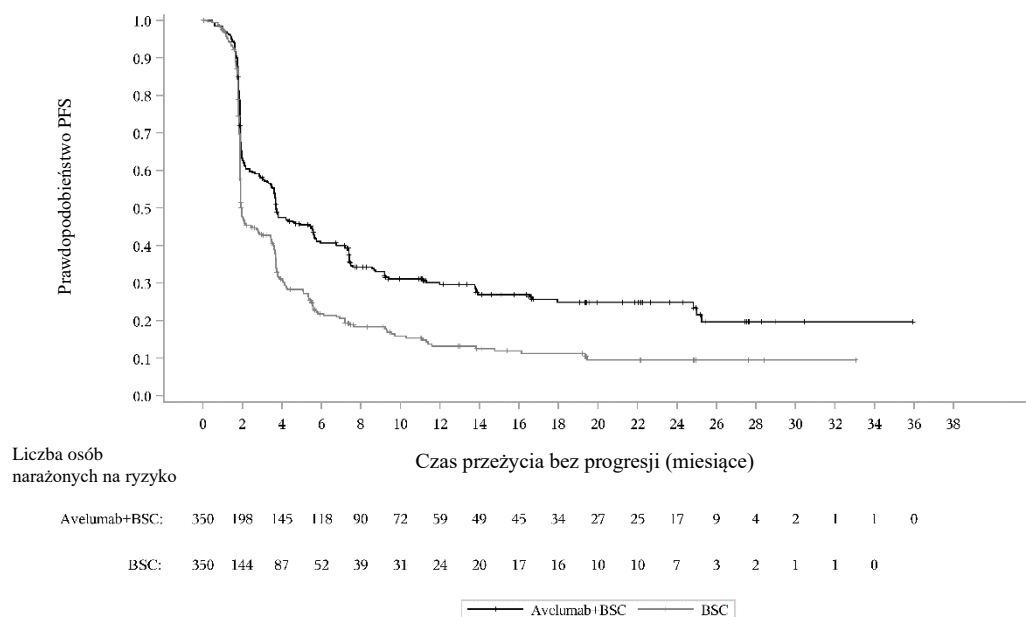 1.0
0.9
0.8
0.7
0.6
0.5
0.4
0.3
0.2
0.1
0.0
Prawdopodobieństwo PFS
0 2 4 6 8 10 12 14 16 18 20 22 24 26 28 30 32 34 36 38
Czas przeżycia bez progresji (miesiące)
Liczba osób
narażonych na ryzyko
Avelumab+BSC: 350 198 145 118 90 72 59 49 45 34 27 25 17 9 4 2 1 1 0
BSC: 350 144 87 52 39 31 24 20 17 16 10 10 7 3 2 1 1 0
Avelumab+BSC BSC